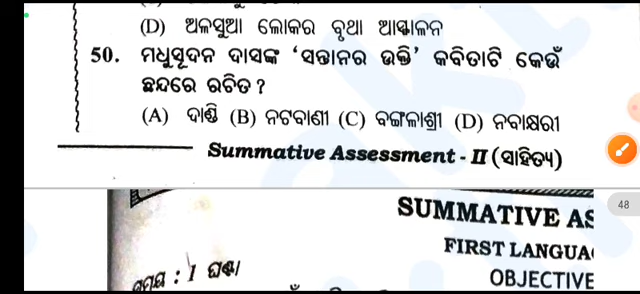 (D) ଅଳସୁଆ ଲୋକର ବୃଥା ଆସ୍ଫାଳନ
50. ମଧୁସୂଦନ ଦାସଙ୍କ ‘ସନ୍ତାନର ଉକ୍ତି’ କବିତାଟି କେଉଁ
ଛନ୍ଦରେ ରଚିତ ?
(A) ଦାଣ୍ଡି (B) ନଟବାଣୀ (C) ବଙ୍ଗଳାଶ୍ରୀ (D) ନବାକ୍ଷରୀ
Summative Assessment - II (ସାହିତ୍ୟ)
48
SUMMATIVE AS
FIRST LANGUA
ସମୟ : 1 ଘଣ୍ଟା
OBJECTIVE